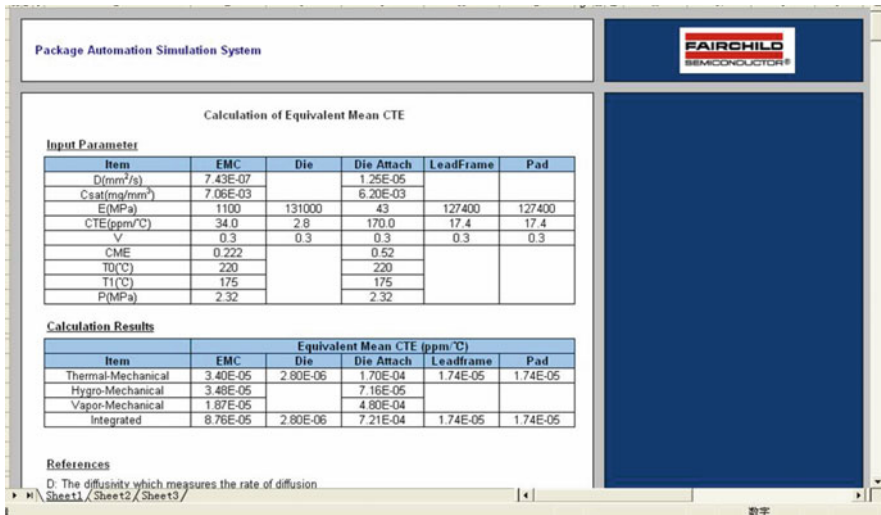 Package Automation Simulation System
FAIRCHILD
SEMICONDUCTOR®
Calculation of Equivalent Mean CTE
Input Parameter
Item EMC Die Die Attach LeadFrame Pad
D(mm²/s) 7.43E-07 1.25E-05
Csat(mg/mm³) 7.06E-03 6.20E-03
E(MPa) 1100 131000 43 127400 127400
CTE(ppm/℃) 34.0 2.8 170.0 17.4 17.4
V 0.3 0.3 0.3 0.3 0.3
CME 0.222 0.52
T0(℃) 220 220
T1(℃) 175 175
P(MPa) 2.32 2.32
Calculation Results
Equivalent Mean CTE (ppm/℃)
Item EMC Die Die Attach Leadframe Pad
Thermal-Mechanical 3.40E-05 2.80E-06 1.70E-04 1.74E-05 1.74E-05
Hygro-Mechanical 3.48E-05 7.16E-05
Vapor-Mechanical 1.87E-05 4.80E-04
Integrated 8.76E-05 2.80E-06 7.21E-04 1.74E-05 1.74E-05
References
D: The diffusivity which measures the rate of diffusion
Sheet1 / Sheet2 / Sheet3 /
数字